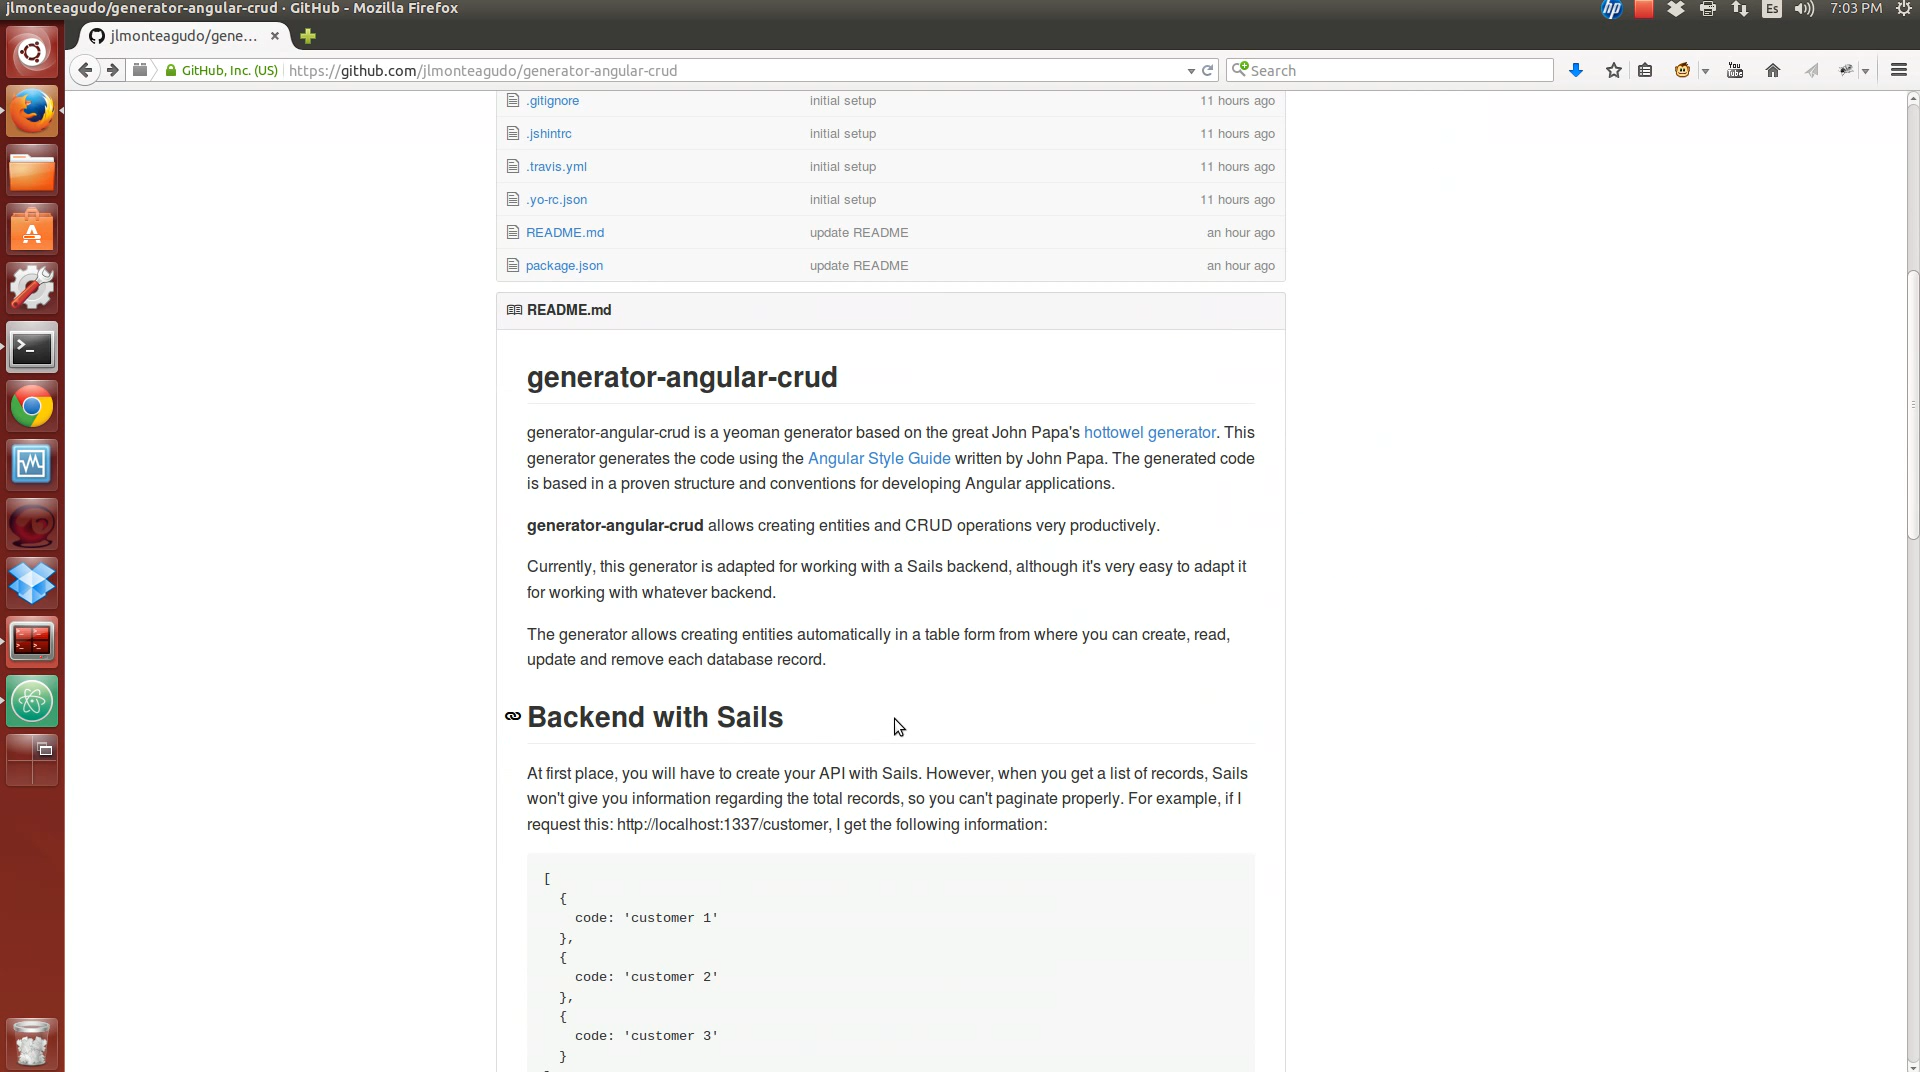 jlmonteagudo/generator-angular-crud · GitHub - Mozilla Firefox
Es
7:03 PM
jlmonteagudo/gene...
GitHub, Inc. (US)
https://github.com/jlmonteagudo/generator-angular-crud
Search
.gitignore initial setup 11 hours ago
.jshintrc initial setup 11 hours ago
.travis.yml initial setup 11 hours ago
.yo-rc.json initial setup 11 hours ago
README.md update README an hour ago
package.json update README an hour ago
README.md
generator-angular-crud
generator-angular-crud is a yeoman generator based on the great John Papa's hottowel generator. This
generator generates the code using the Angular Style Guide written by John Papa. The generated code
is based in a proven structure and conventions for developing Angular applications.
generator-angular-crud allows creating entities and CRUD operations very productively.
Currently, this generator is adapted for working with a Sails backend, although it's very easy to adapt it
for working with whatever backend.
The generator allows creating entities automatically in a table form from where you can create, read,
update and remove each database record.
Backend with Sails
At first place, you will have to create your API with Sails. However, when you get a list of records, Sails
won't give you information regarding the total records, so you can't paginate properly. For example, if I
request this: http://localhost:1337/customer, I get the following information:
[
{
code: 'customer 1'
},
{
code: 'customer 2'
},
{
code: 'customer 3'
}